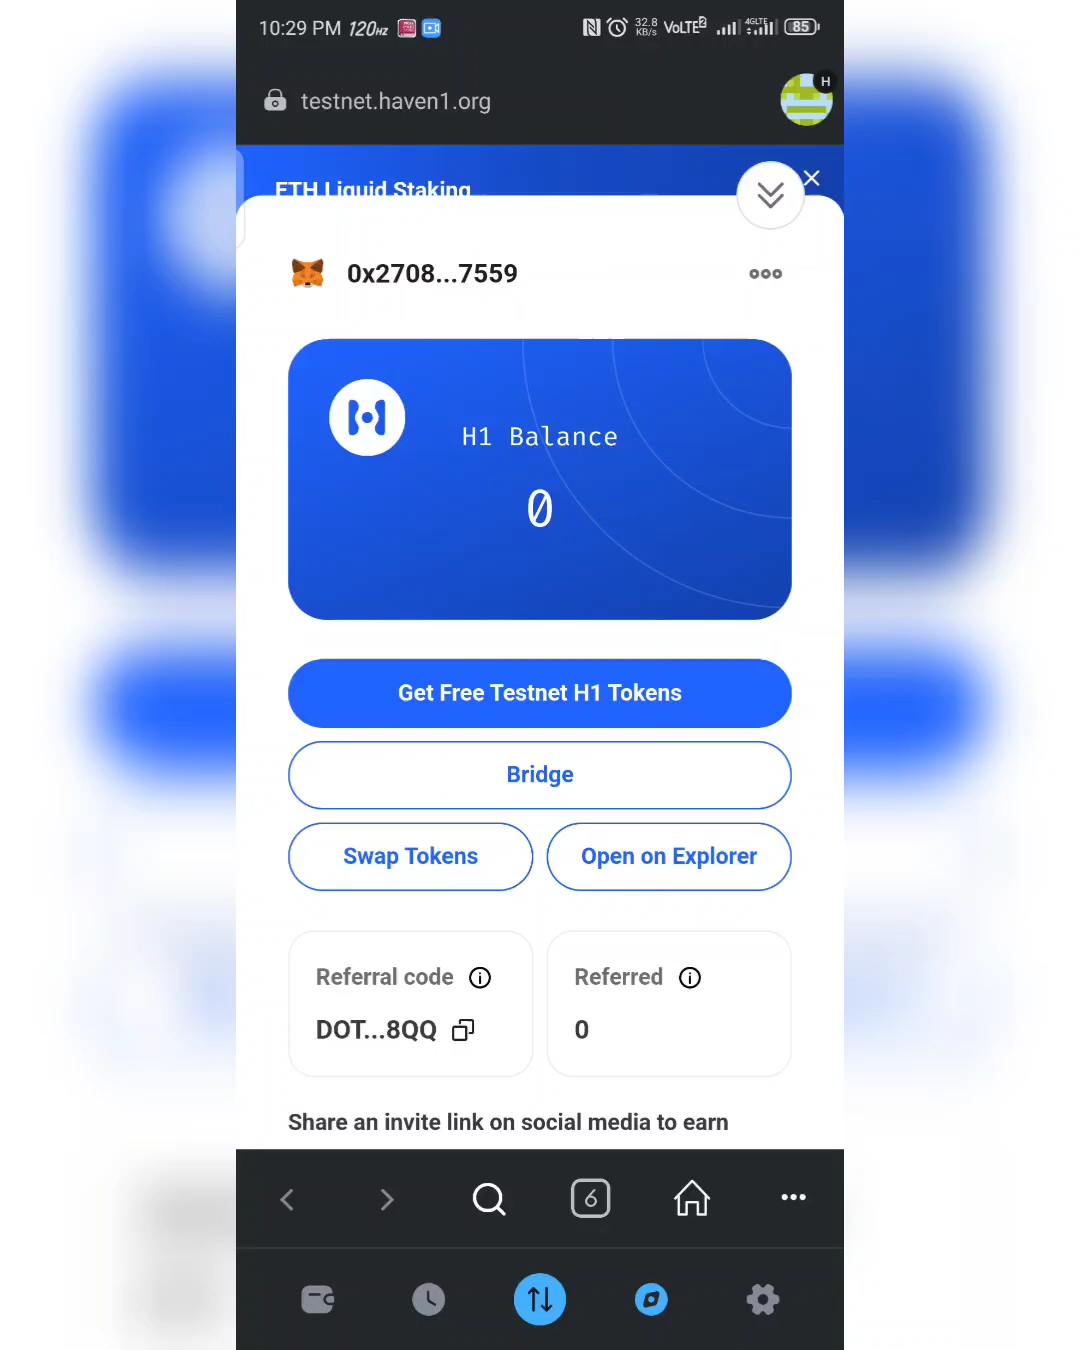 10:29 PM 120HZ 32.8 KB/s VoLTE2 4GLTE 85
testnet.haven1.org H
ETH Liquid Staking
0x2708...7559
H1 Balance
0
Get Free Testnet H1 Tokens
Bridge
Swap Tokens Open on Explorer
Referral code Referred
DOT...8QQ 0
Share an invite link on social media to earn
6